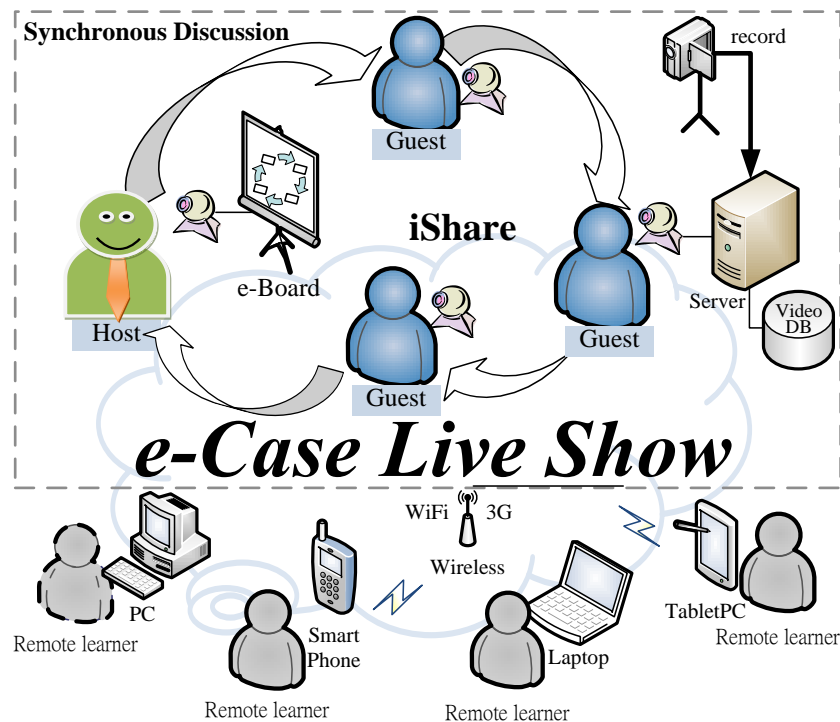 Synchronous Discussion
record
Guest
iShare
e-Board
Server
Video
DB
Host
Guest
Guest
e-Case Live Show
WiFi
3G
Wireless
PC
Smart
Phone
Laptop
TabletPC
Remote learner
Remote learner
Remote learner
Remote learner